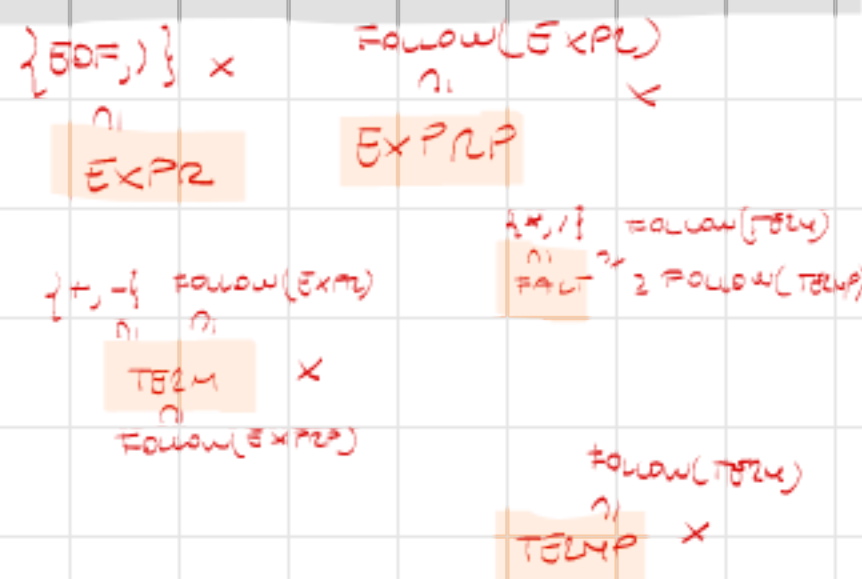 {EOF,)} x
FOLLOW(EXPR)
∩ı
x
∩ı
EXPR
EXPRP
{*,/} FOLLOW(TERM)
∩ı
FACT ⊇ FOLLOW(TERMP)
{+,-} FOLLOW(EXPR)
∩ı ∩ı
TERM x
∩ı
FOLLOW(EXPRP)
FOLLOW(TERM)
∩ı
TERMP x